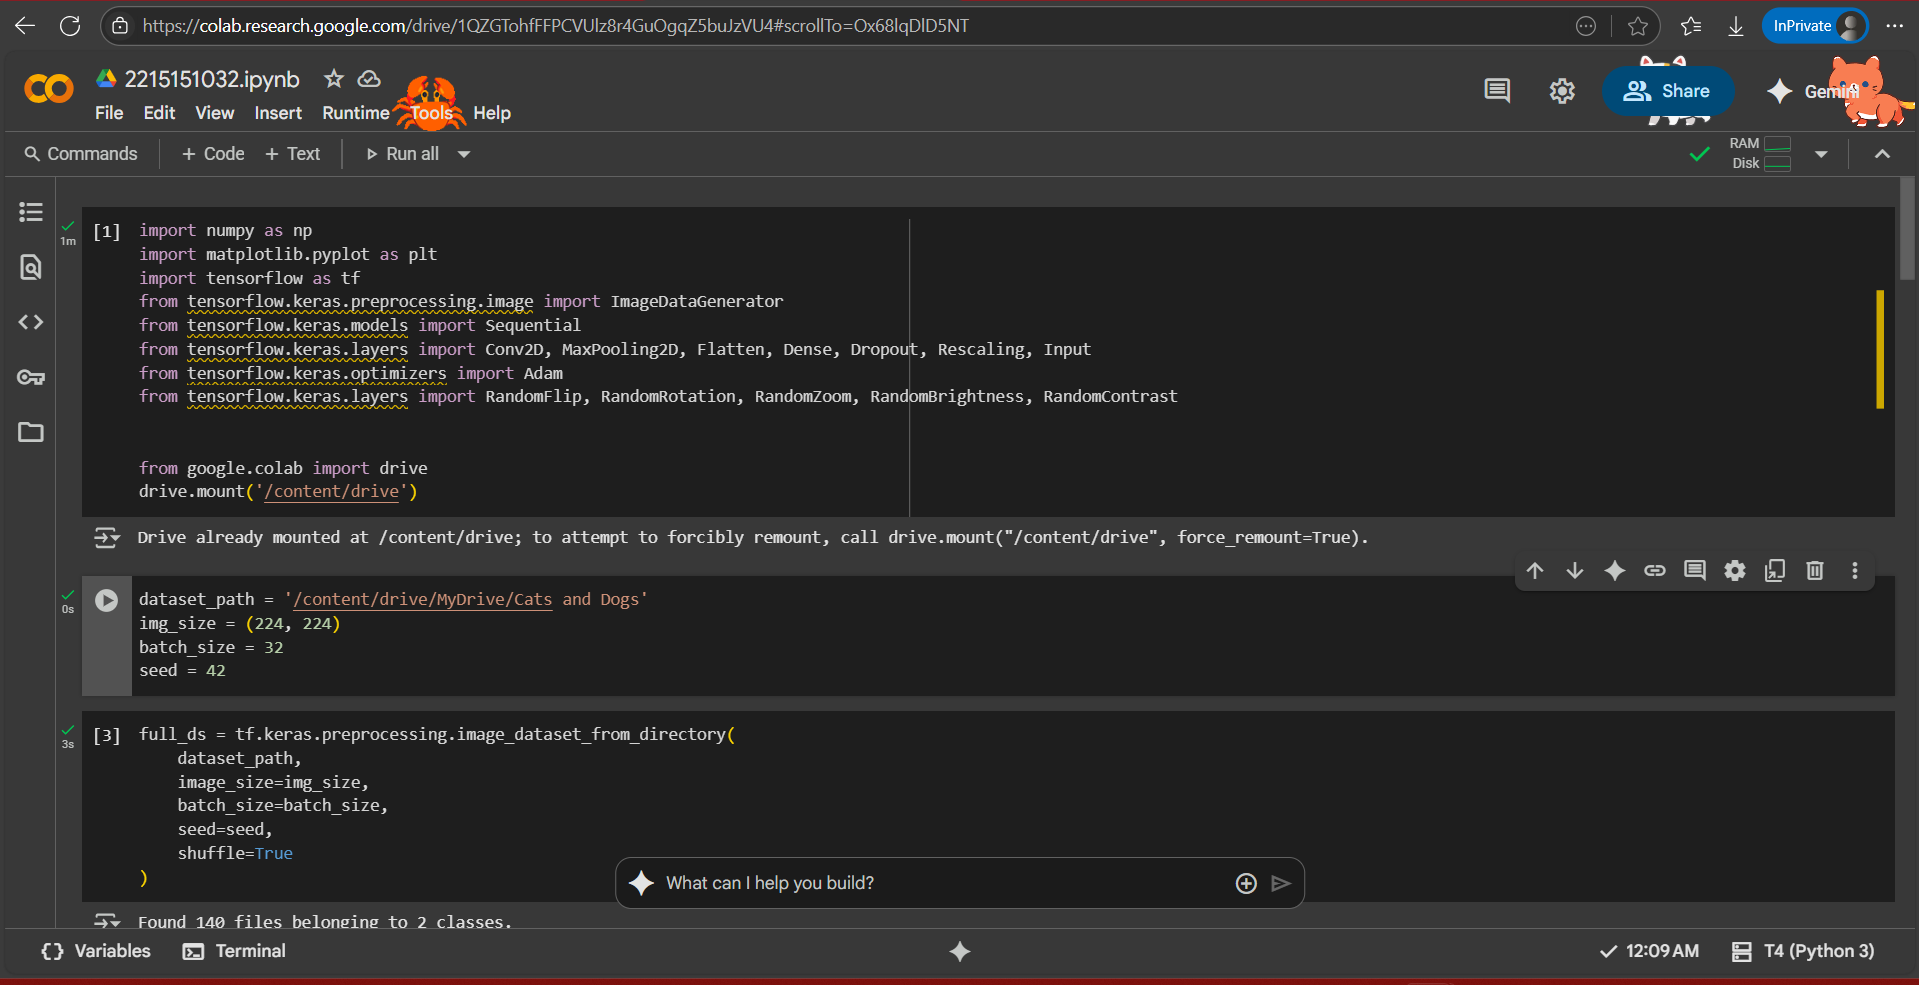 https://colab.research.google.com/drive/1QZGTohfFFPCVUlz8r4GuOgqZ5buJzVU4#scrollTo=Ox68lqDlD5NT
InPrivate
2215151032.ipynb
File Edit View Insert Runtime Tools Help
Share
Gemini
Commands + Code + Text Run all
RAM
Disk
1m
[1] import numpy as np
import matplotlib.pyplot as plt
import tensorflow as tf
from tensorflow.keras.preprocessing.image import ImageDataGenerator
from tensorflow.keras.models import Sequential
from tensorflow.keras.layers import Conv2D, MaxPooling2D, Flatten, Dense, Dropout, Rescaling, Input
from tensorflow.keras.optimizers import Adam
from tensorflow.keras.layers import RandomFlip, RandomRotation, RandomZoom, RandomBrightness, RandomContrast
from google.colab import drive
drive.mount('/content/drive')
Drive already mounted at /content/drive; to attempt to forcibly remount, call drive.mount("/content/drive", force_remount=True).
0s
dataset_path = '/content/drive/MyDrive/Cats and Dogs'
img_size = (224, 224)
batch_size = 32
seed = 42
3s
[3] full_ds = tf.keras.preprocessing.image_dataset_from_directory(
dataset_path,
image_size=img_size,
batch_size=batch_size,
seed=seed,
shuffle=True
)
What can I help you build?
Found 140 files belonging to 2 classes.
{} Variables Terminal
12:09 AM
T4 (Python 3)